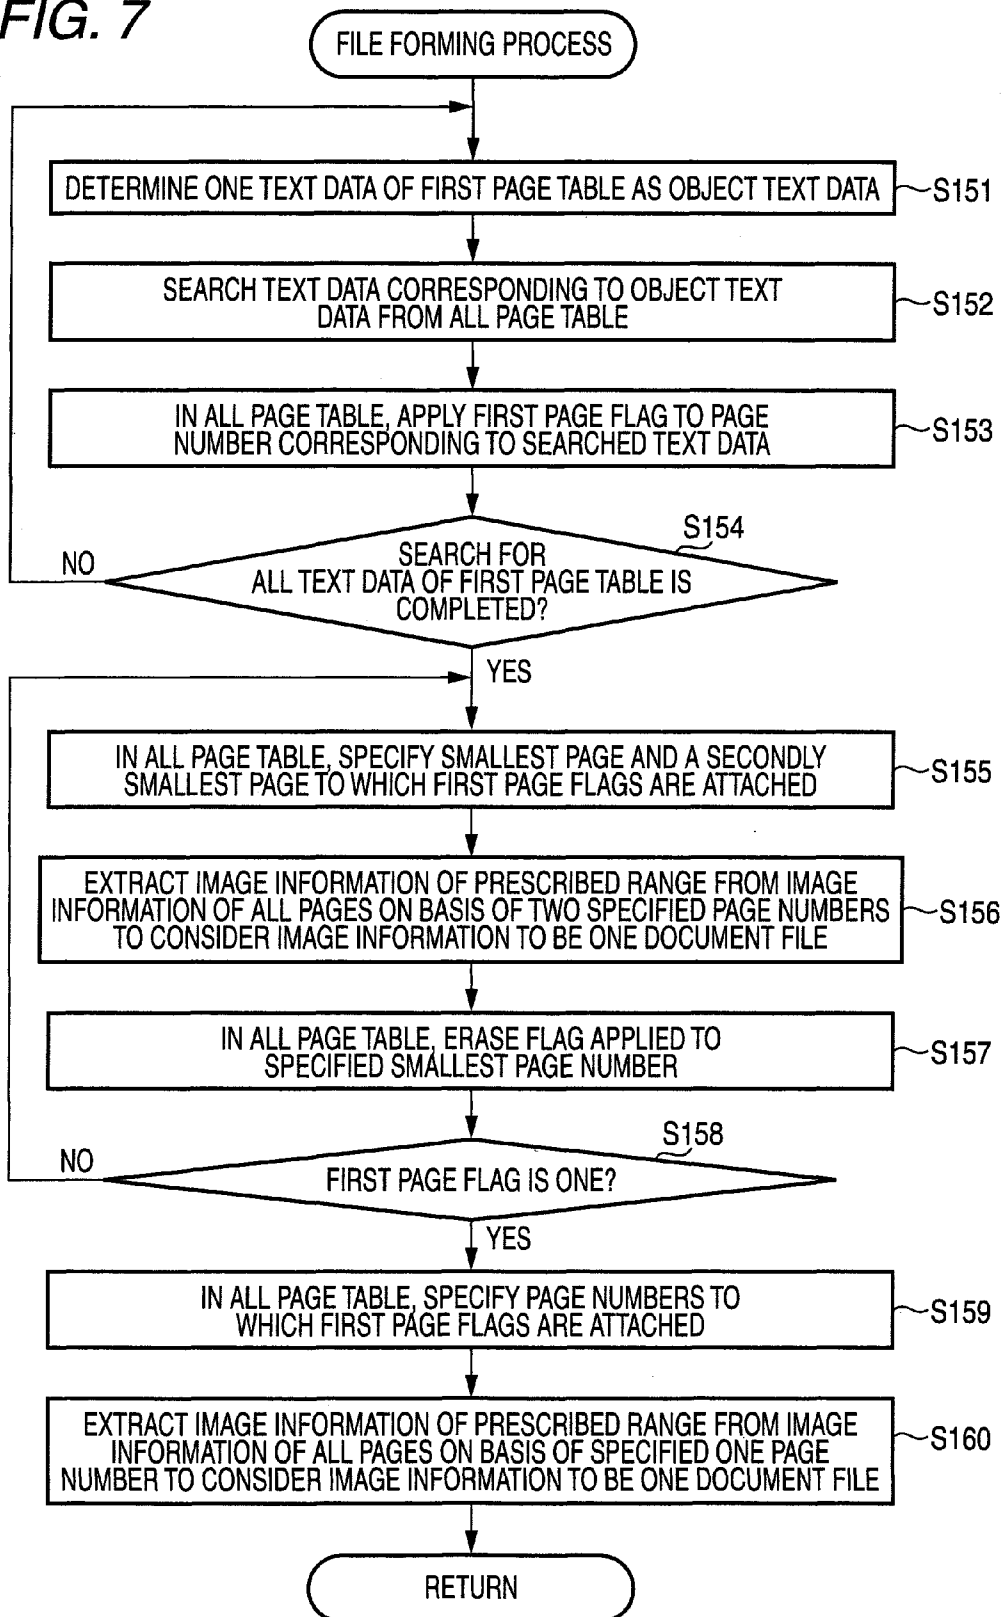 FIG. 7
FILE FORMING PROCESS
DETERMINE ONE TEXT DATA OF FIRST PAGE TABLE AS OBJECT TEXT DATA
S151
SEARCH TEXT DATA CORRESPONDING TO OBJECT TEXT
DATA FROM ALL PAGE TABLE
S152
IN ALL PAGE TABLE, APPLY FIRST PAGE FLAG TO PAGE
NUMBER CORRESPONDING TO SEARCHED TEXT DATA
S153
S154
SEARCH FOR
ALL TEXT DATA OF FIRST PAGE TABLE IS
COMPLETED?
NO
YES
IN ALL PAGE TABLE, SPECIFY SMALLEST PAGE AND A SECONDLY
SMALLEST PAGE TO WHICH FIRST PAGE FLAGS ARE ATTACHED
S155
EXTRACT IMAGE INFORMATION OF PRESCRIBED RANGE FROM IMAGE
INFORMATION OF ALL PAGES ON BASIS OF TWO SPECIFIED PAGE NUMBERS
TO CONSIDER IMAGE INFORMATION TO BE ONE DOCUMENT FILE
S156
IN ALL PAGE TABLE, ERASE FLAG APPLIED TO
SPECIFIED SMALLEST PAGE NUMBER
S157
S158
FIRST PAGE FLAG IS ONE?
NO
YES
IN ALL PAGE TABLE, SPECIFY PAGE NUMBERS TO
WHICH FIRST PAGE FLAGS ARE ATTACHED
S159
EXTRACT IMAGE INFORMATION OF PRESCRIBED RANGE FROM IMAGE
INFORMATION OF ALL PAGES ON BASIS OF SPECIFIED ONE PAGE
NUMBER TO CONSIDER IMAGE INFORMATION TO BE ONE DOCUMENT FILE
S160
RETURN